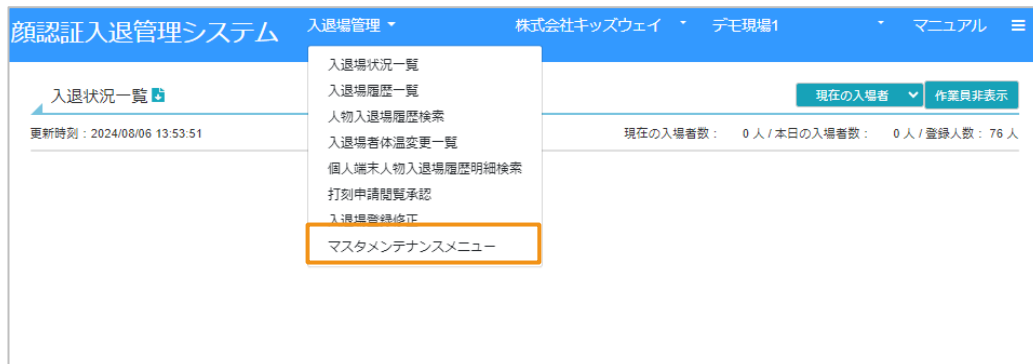 顔認証入退管理システム 入退場管理 株式会社キッズウェイ デモ現場1 マニュアル
入退場状況一覧
入退場履歴一覧
人物入退場履歴検索
入退場者体温変更一覧
個人端末人物入退場履歴明細検索
打刻申請閲覧承認
入退場登録修正
マスタメンテナンスメニュー
入退状況一覧 現在の入場者 作業員非表示
更新時刻:2024/08/06 13:53:51 現在の入場者数: 0 人 / 本日の入場者数: 0 人 / 登録人数: 76 人